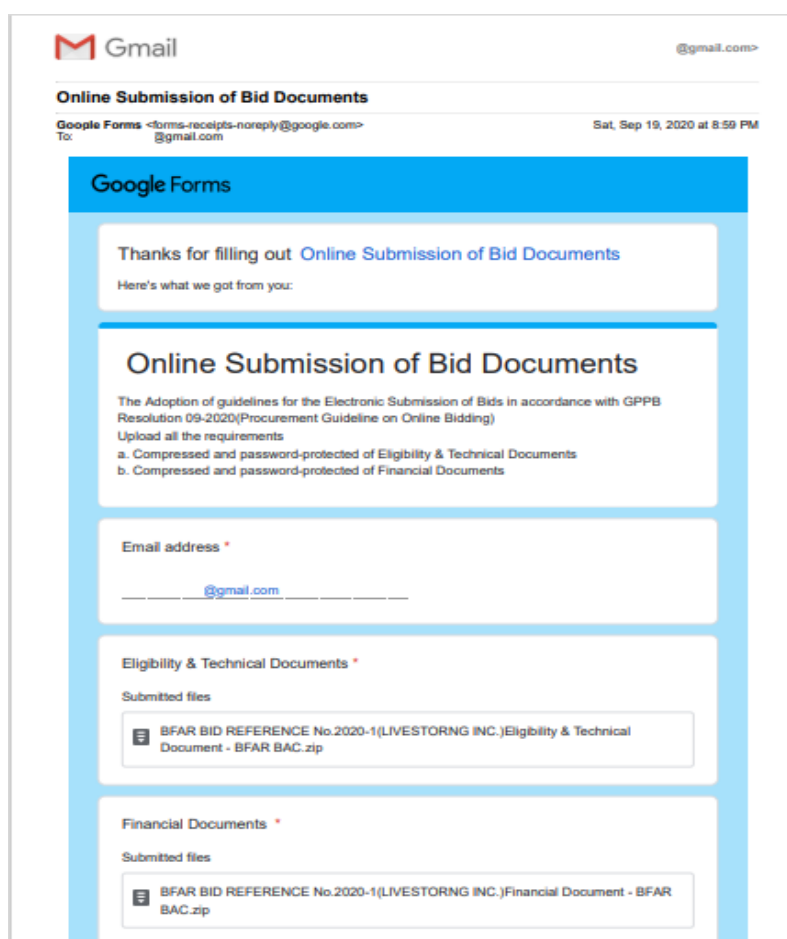 Gmail
@gmail.com>
Online Submission of Bid Documents
Google Forms <forms-receipts-noreply@google.com>
Sat, Sep 19, 2020 at 8:59 PM
To: @gmail.com
Google Forms
Thanks for filling out Online Submission of Bid Documents
Here's what we got from you:
Online Submission of Bid Documents
The Adoption of guidelines for the Electronic Submission of Bids in accordance with GPPB
Resolution 09-2020(Procurement Guideline on Online Bidding)
Upload all the requirements
a. Compressed and password-protected of Eligibility & Technical Documents
b. Compressed and password-protected of Financial Documents
Email address *
@gmail.com
Eligibility & Technical Documents *
Submitted files
BFAR BID REFERENCE No.2020-1(LIVESTORNG INC.)Eligibility & Technical
Document - BFAR BAC.zip
Financial Documents *
Submitted files
BFAR BID REFERENCE No.2020-1(LIVESTORNG INC.)Financial Document - BFAR
BAC.zip